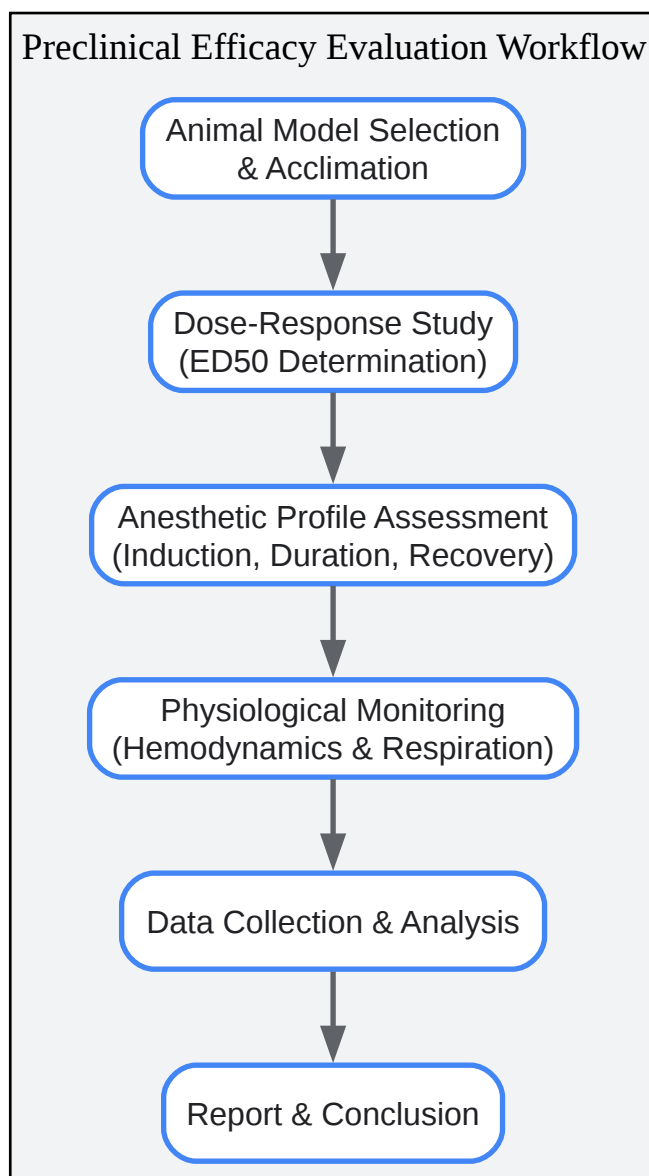 Preclinical Efficacy Evaluation Workflow
Animal Model Selection
& Acclimation
Dose-Response Study
(ED50 Determination)
Anesthetic Profile Assessment
(Induction, Duration, Recovery)
Physiological Monitoring
(Hemodynamics & Respiration)
Data Collection & Analysis
Report & Conclusion